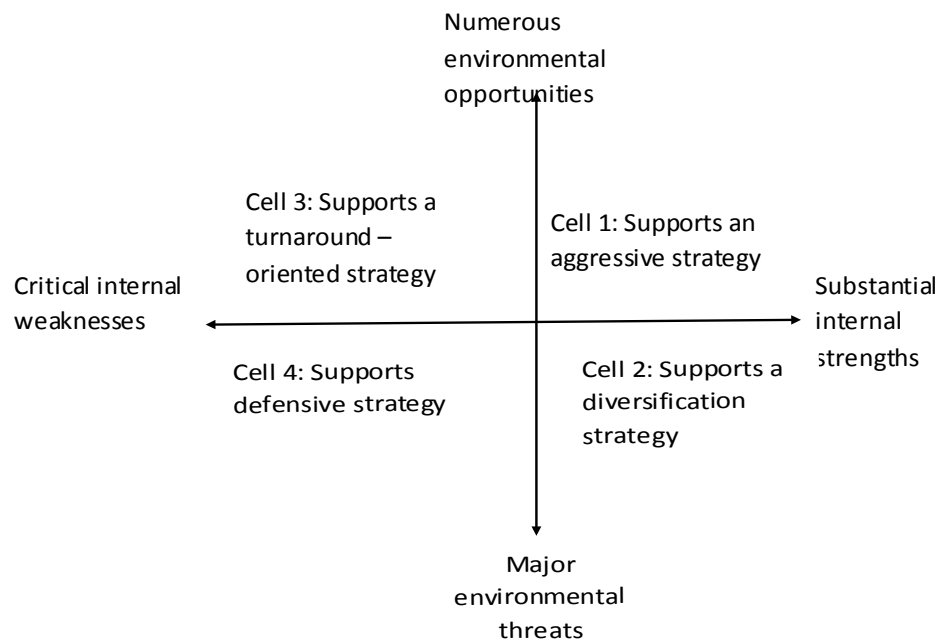 Numerous
environmental
opportunities
Cell 3: Supports a
turnaround –
oriented strategy
Cell 1: Supports an
aggressive strategy
Critical internal
weaknesses
Substantial
internal
strengths
Cell 4: Supports
defensive strategy
Cell 2: Supports a
diversification
strategy
Major
environmental
threats